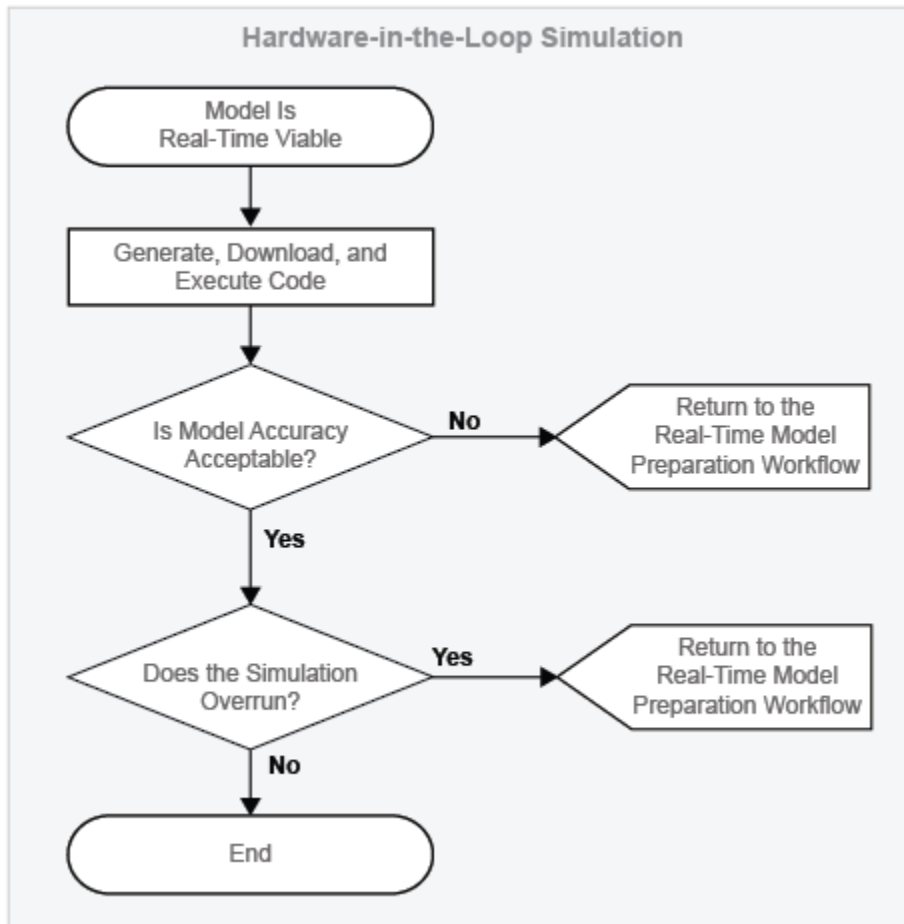 Hardware-in-the-Loop Simulation
Model Is
Real-Time Viable
Generate, Download, and
Execute Code
Is Model Accuracy
Acceptable?
No
Return to the
Real-Time Model
Preparation Workflow
Yes
Does the Simulation
Overrun?
Yes
Return to the
Real-Time Model
Preparation Workflow
No
End